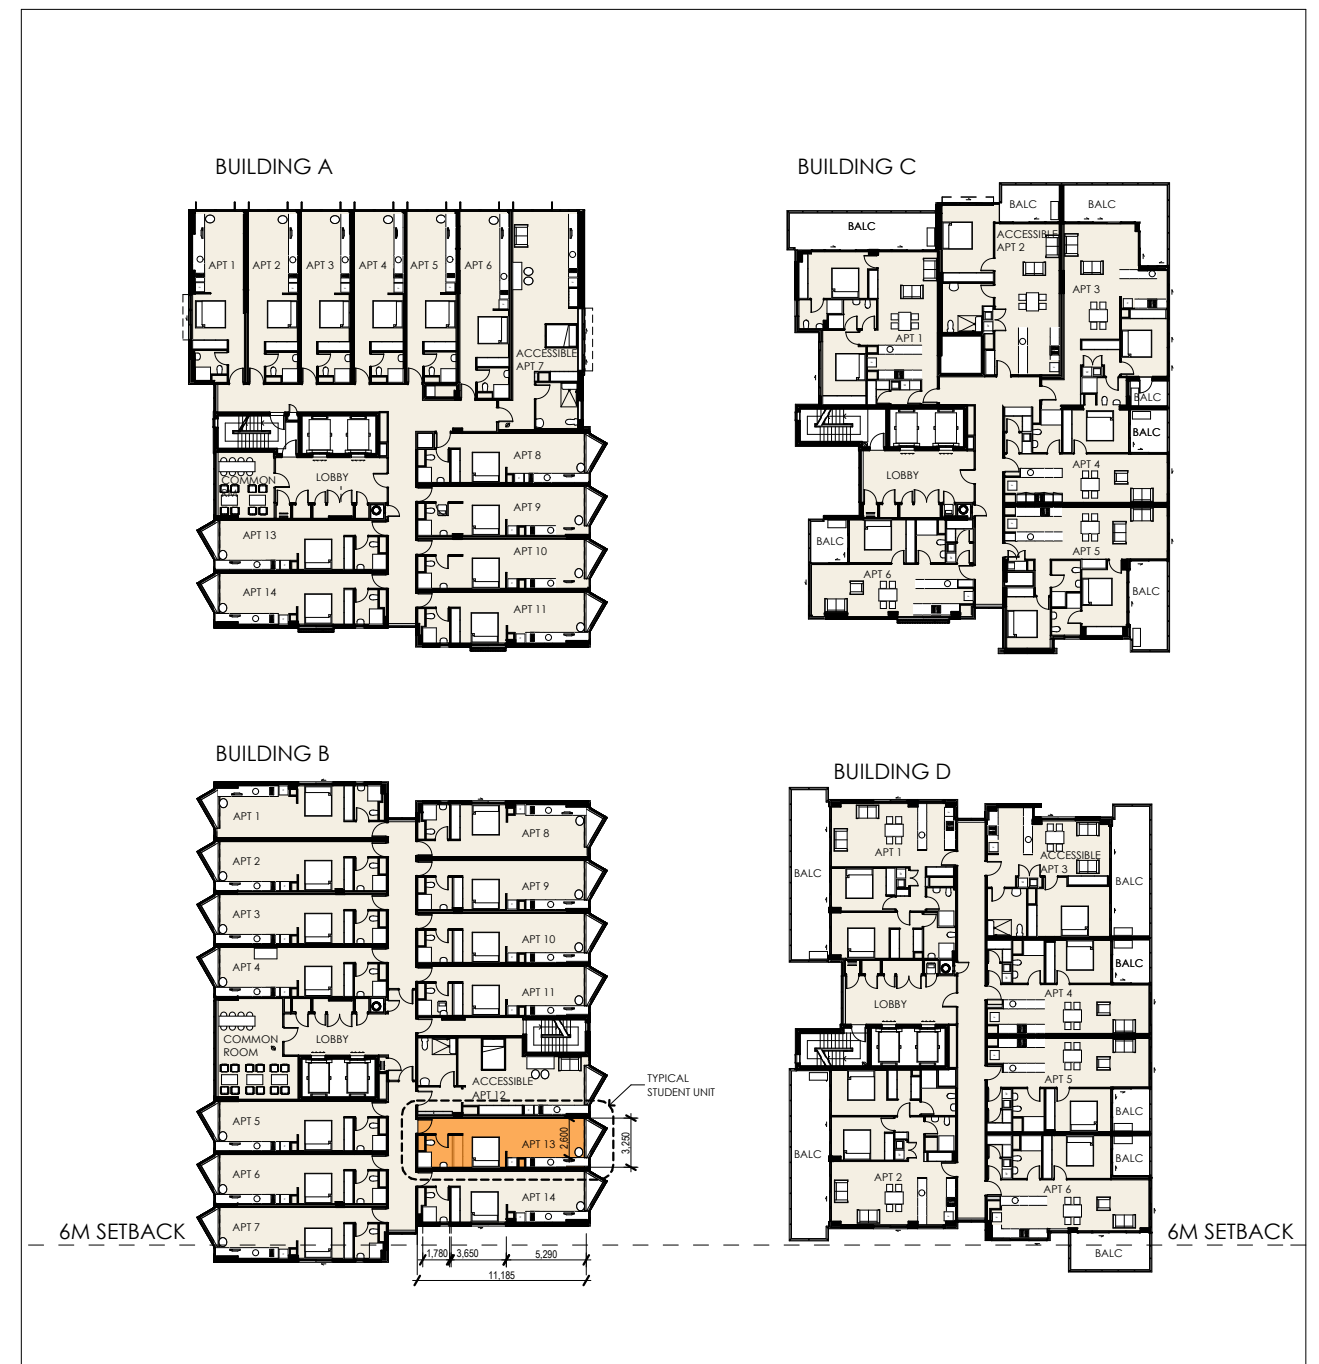 BUILDING A
APT 1
APT 2
APT 3
APT 4
APT 5
APT 6
ACCESSIBLE
APT 7
APT 8
COMMON
LOBBY
APT 9
APT 13
APT 10
APT 14
APT 11
BUILDING C
BALC
BALC
BALC
ACCESSIBLE
APT 2
APT 3
APT 1
BALC
BALC
APT 4
LOBBY
BALC
APT 5
APT 6
BALC
BUILDING B
APT 1
APT 8
APT 2
APT 9
APT 3
APT 10
APT 4
APT 11
COMMON
ROOM
LOBBY
ACCESSIBLE
APT 12
TYPICAL
STUDENT UNIT
APT 5
APT 13
2,600
3,250
APT 6
APT 14
APT 7
1,780
3,650
5,290
11,185
BUILDING D
APT 1
ACCESSIBLE
APT 3
BALC
BALC
BALC
APT 4
LOBBY
APT 5
BALC
BALC
BALC
APT 2
APT 6
BALC
6M SETBACK
6M SETBACK